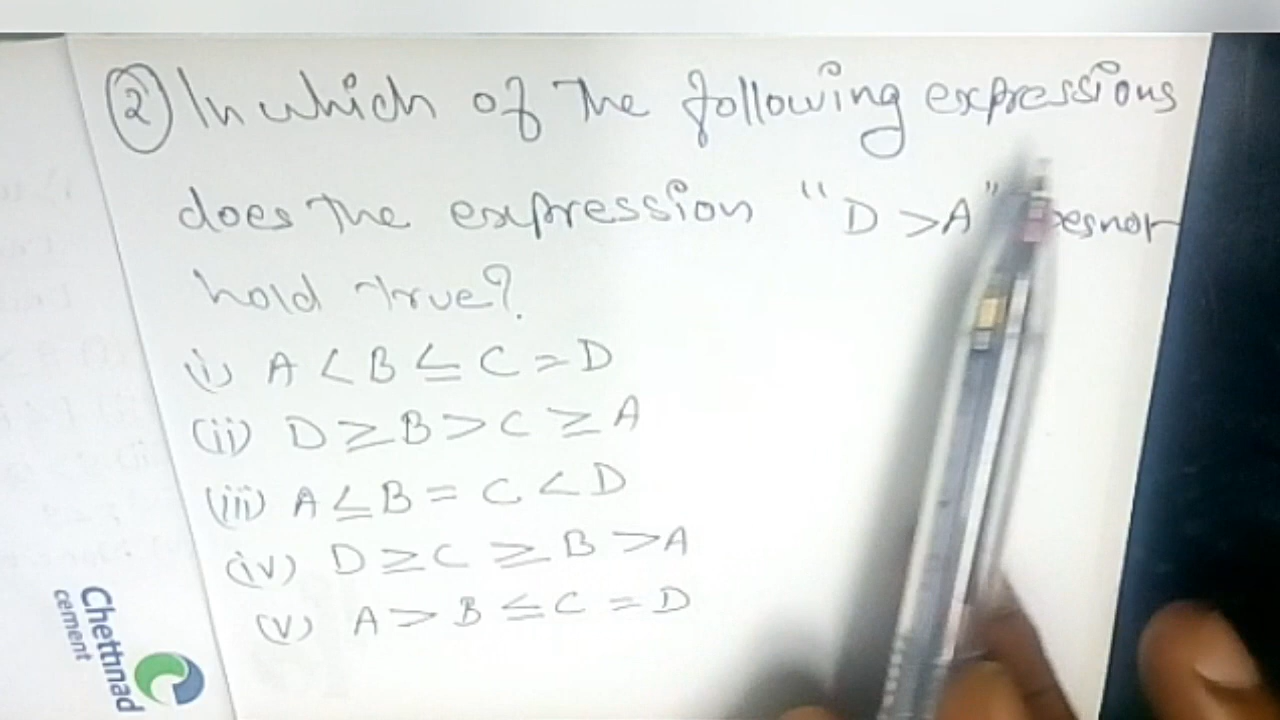 ② In which of the following expressions
does the expression "D > A" Doesnot
hold true?
(i) A < B ≤ C = D
(ii) D ≥ B > C ≥ A
(iii) A ≤ B = C < D
(iv) D ≥ C ≥ B > A
(v) A > B ≤ C = D
Chettinad
cement